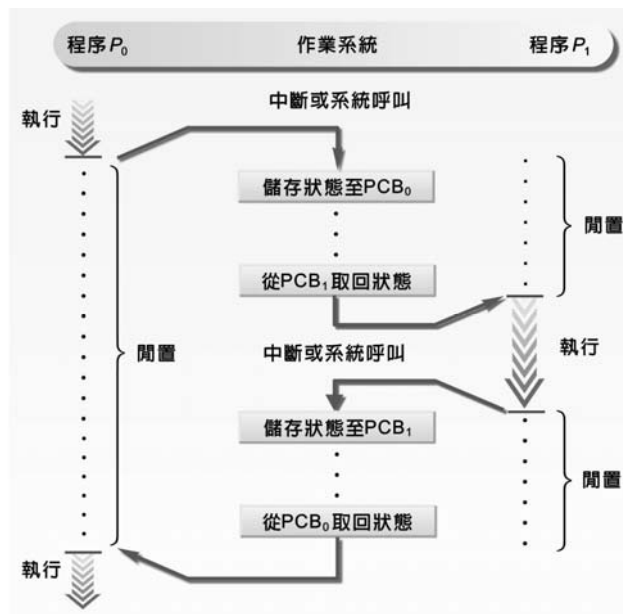 程序P₀ 作業系統 程序P₁
中斷或系統呼叫
執行
儲存狀態至PCB₀
閒置
從PCB₁取回狀態
執行
閒置
中斷或系統呼叫
儲存狀態至PCB₁
閒置
從PCB₀取回狀態
執行